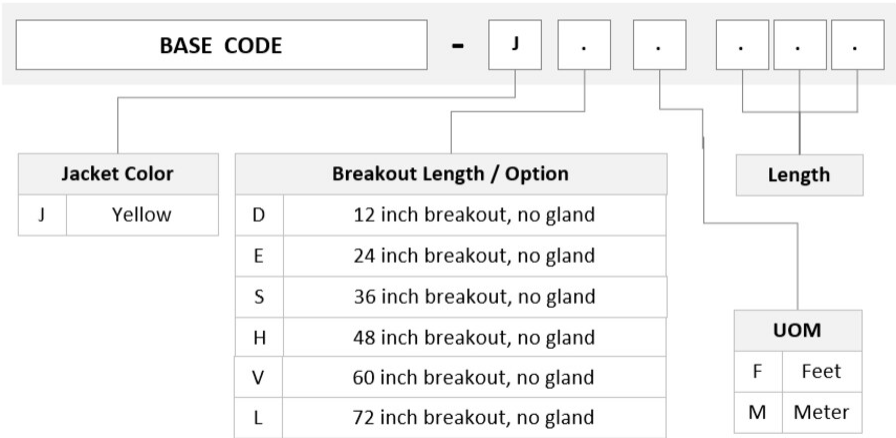 BASE CODE - J . . . . .
Jacket Color
J Yellow
Breakout Length / Option
D 12 inch breakout, no gland
E 24 inch breakout, no gland
S 36 inch breakout, no gland
H 48 inch breakout, no gland
V 60 inch breakout, no gland
L 72 inch breakout, no gland
Length
UOM
F Feet
M Meter